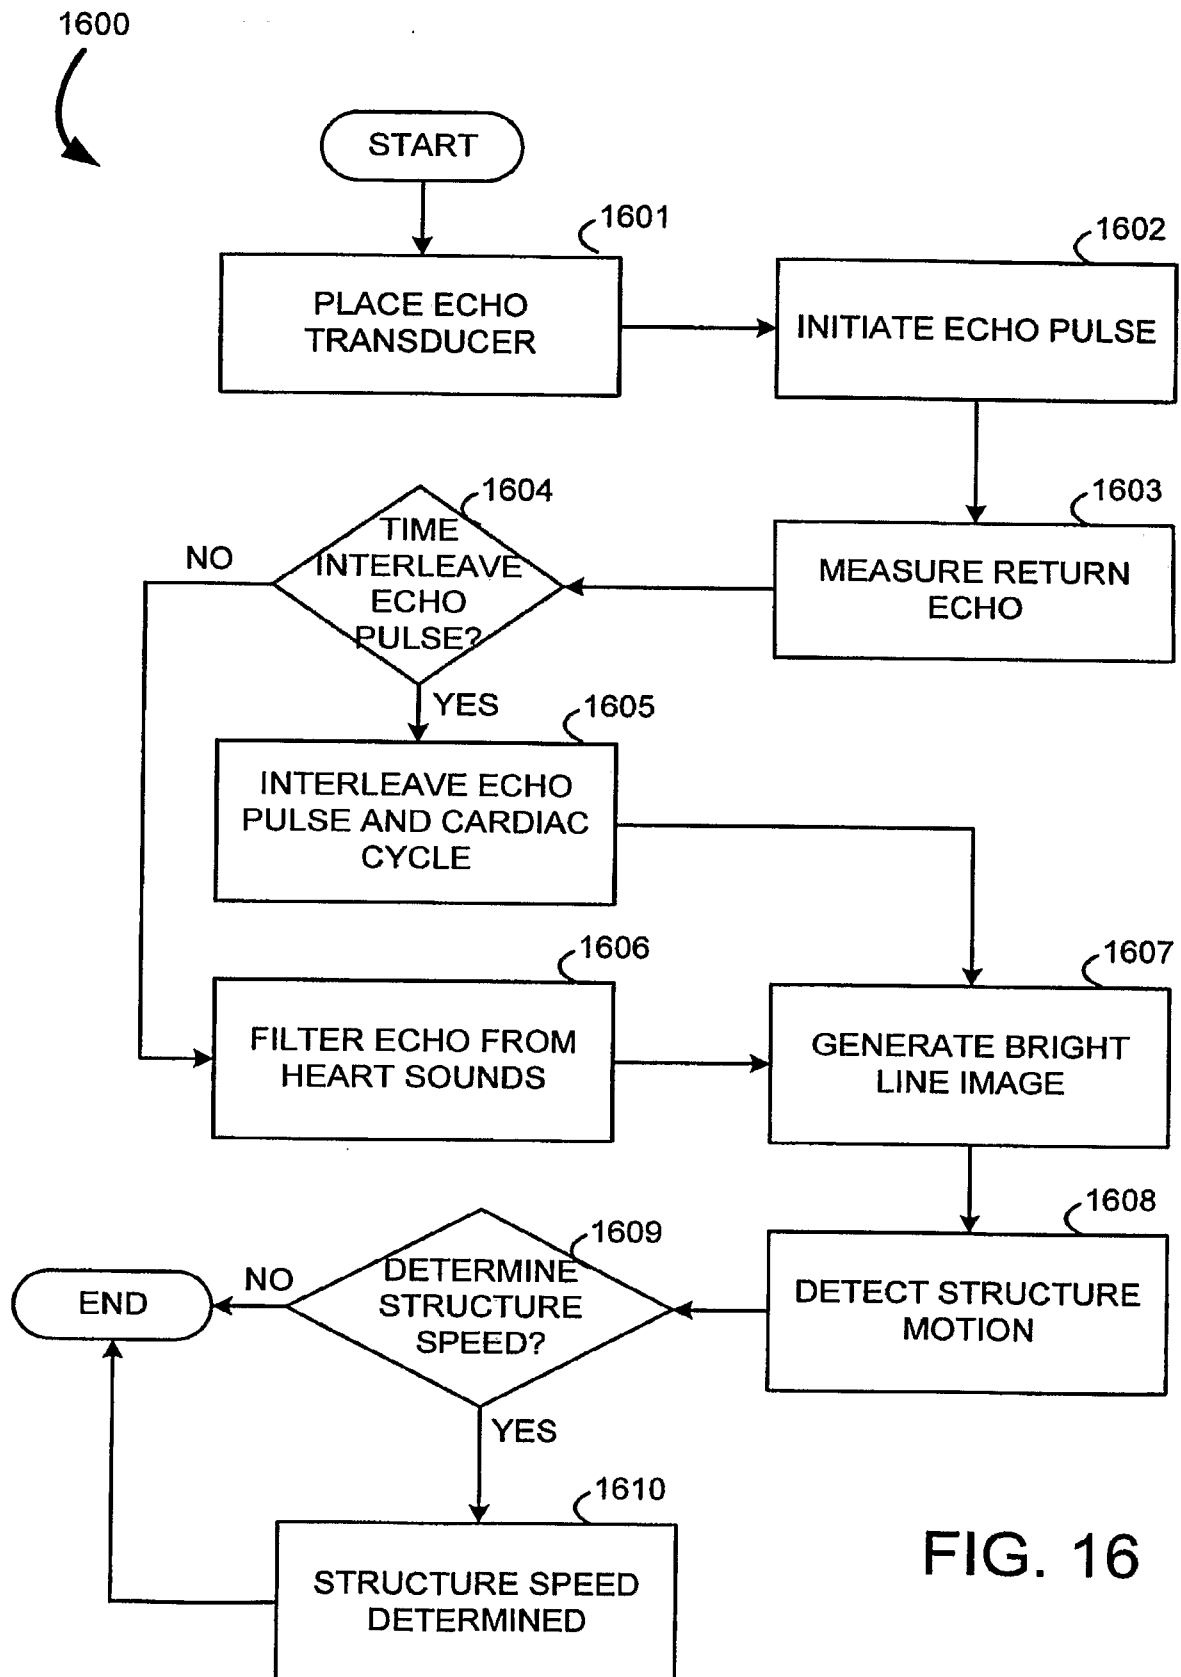 1600
START
1601
PLACE ECHO
TRANSDUCER
1602
INITIATE ECHO PULSE
1603
MEASURE RETURN
ECHO
1604
TIME
INTERLEAVE
ECHO
PULSE?
NO
YES
1605
INTERLEAVE ECHO
PULSE AND CARDIAC
CYCLE
1606
FILTER ECHO FROM
HEART SOUNDS
1607
GENERATE BRIGHT
LINE IMAGE
1608
DETECT STRUCTURE
MOTION
1609
DETERMINE
STRUCTURE
SPEED?
NO
END
YES
1610
STRUCTURE SPEED
DETERMINED
FIG. 16